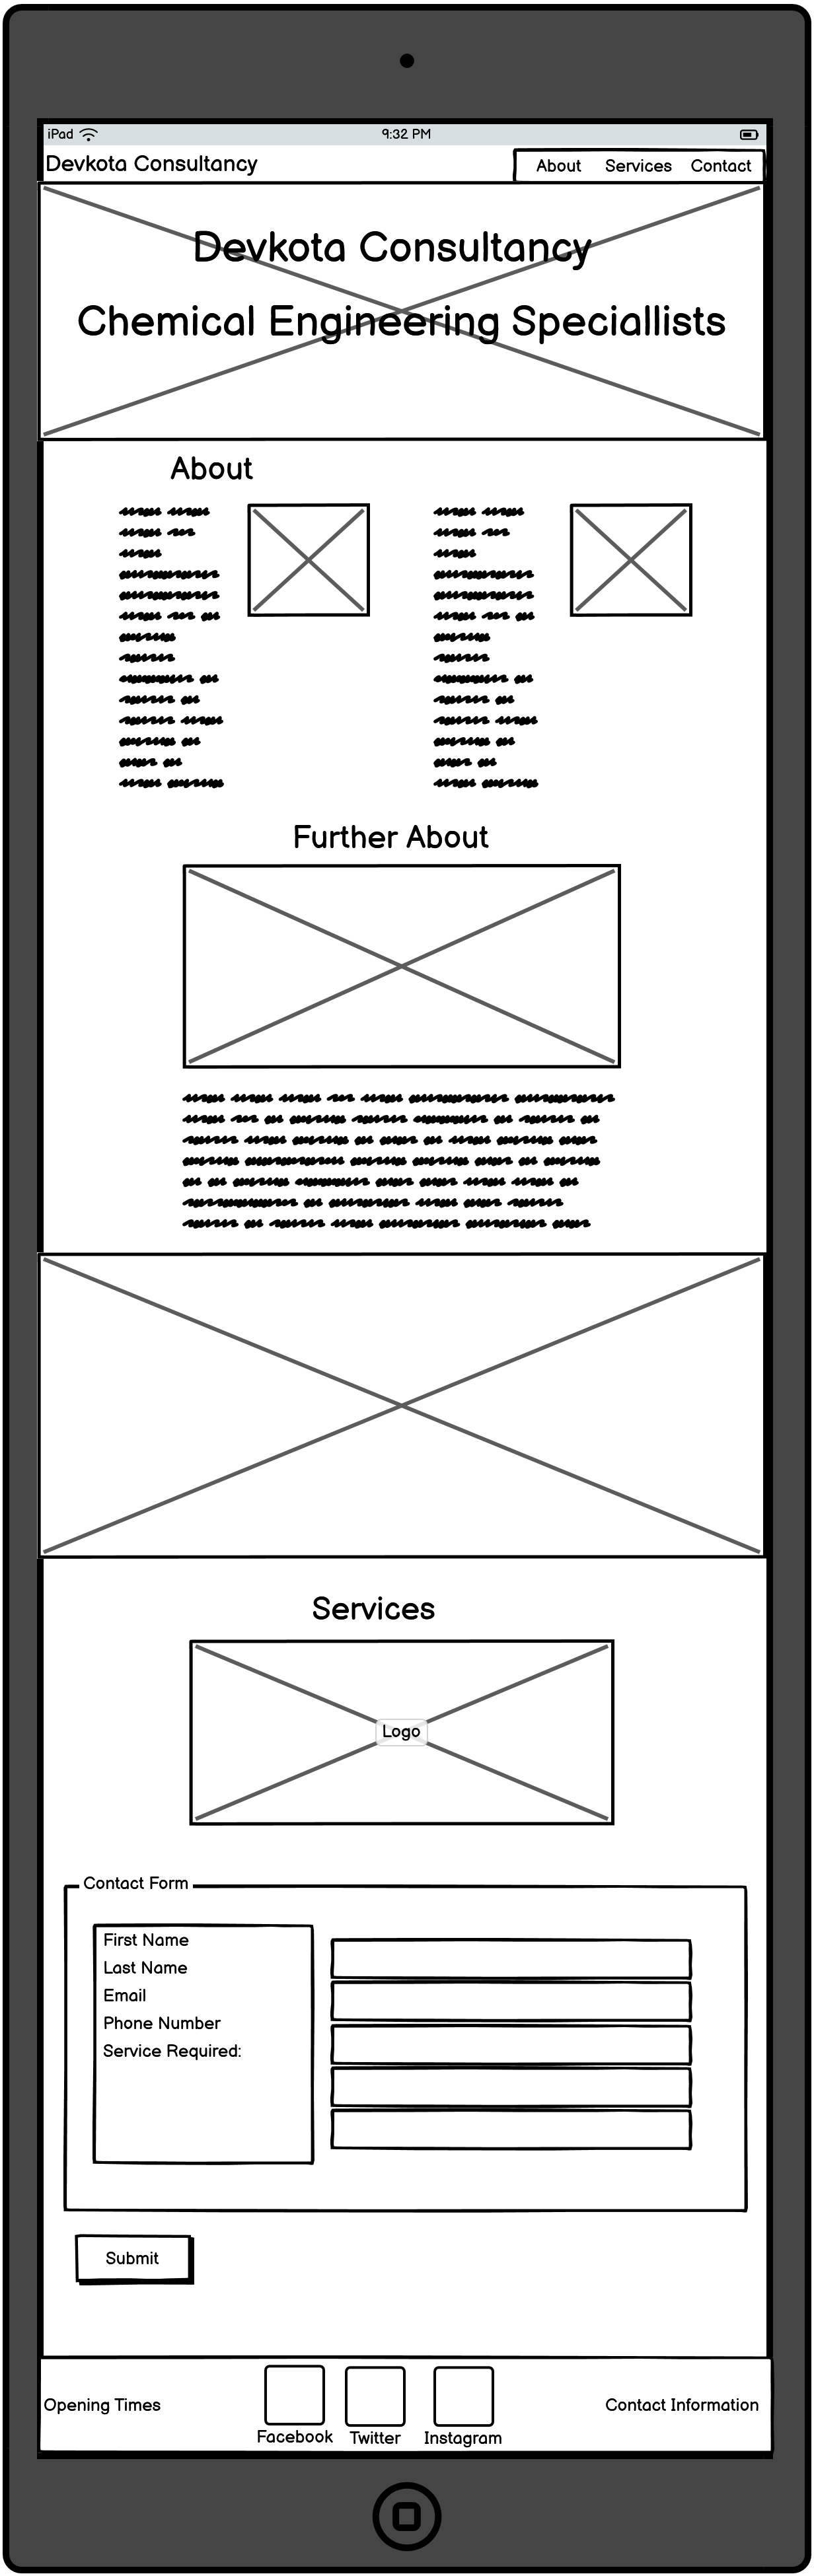 iPad 9:32 PM
Devkota Consultancy About Services Contact
Devkota Consultancy
Chemical Engineering Speciallists
About
Further About
Services
Logo
Contact Form
First Name
Last Name
Email
Phone Number
Service Required:
Submit
Opening Times
Facebook Twitter Instagram
Contact Information